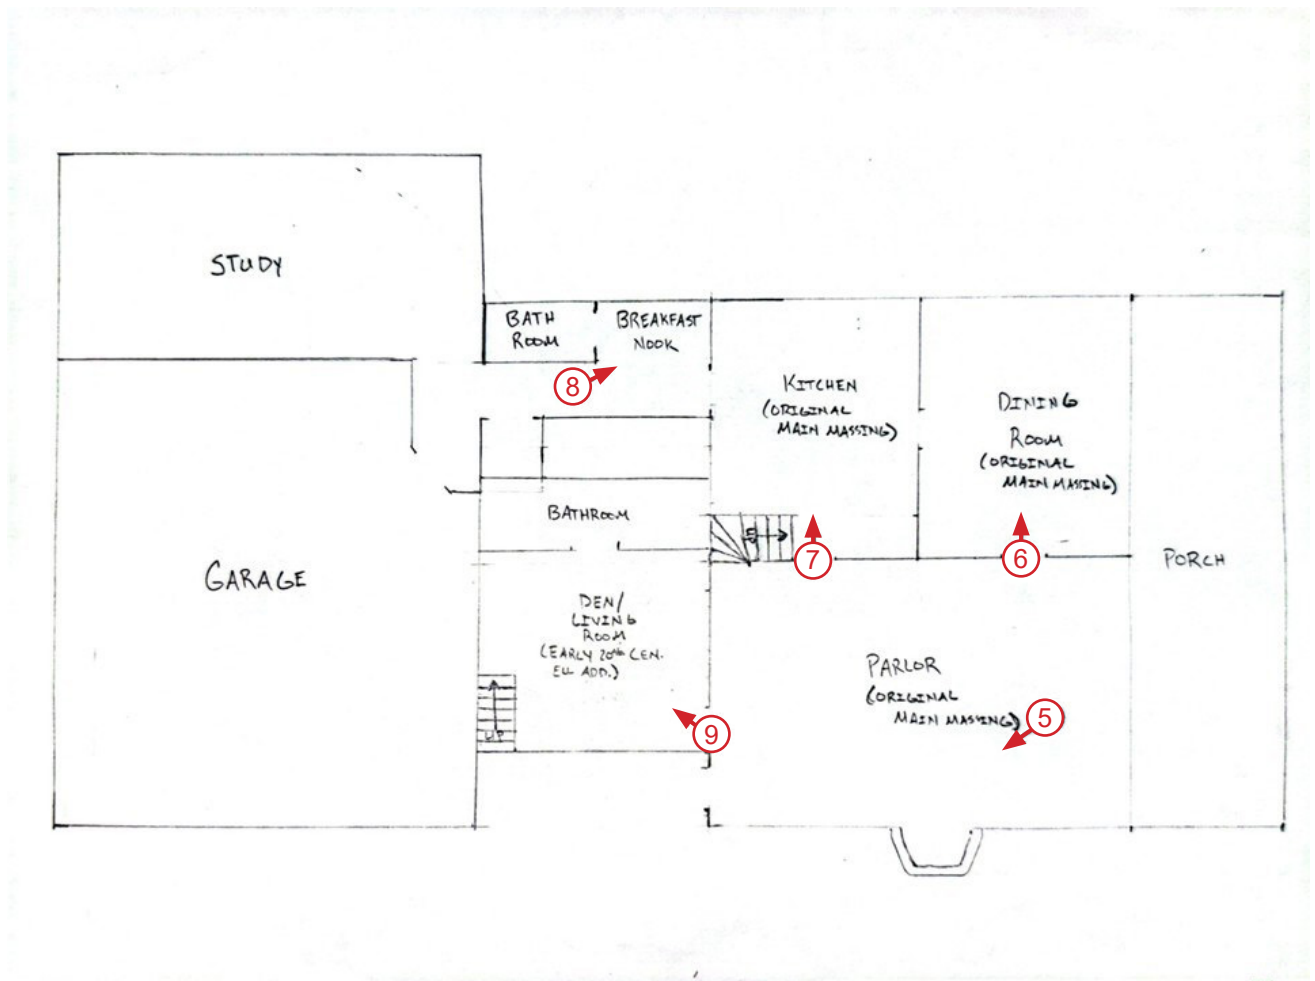 STUDY
BATH
ROOM
BREAKFAST
NOOK
8
KITCHEN
(ORIGINAL
MAIN MASSING)
DINING
ROOM
(ORIGINAL
MAIN MASSING)
BATHROOM
UP
7
6
PORCH
GARAGE
DEN/
LIVING
ROOM
(EARLY 20th CEN.
ELL ADD.)
UP
9
PARLOR
(ORIGINAL
MAIN MASSING)
5